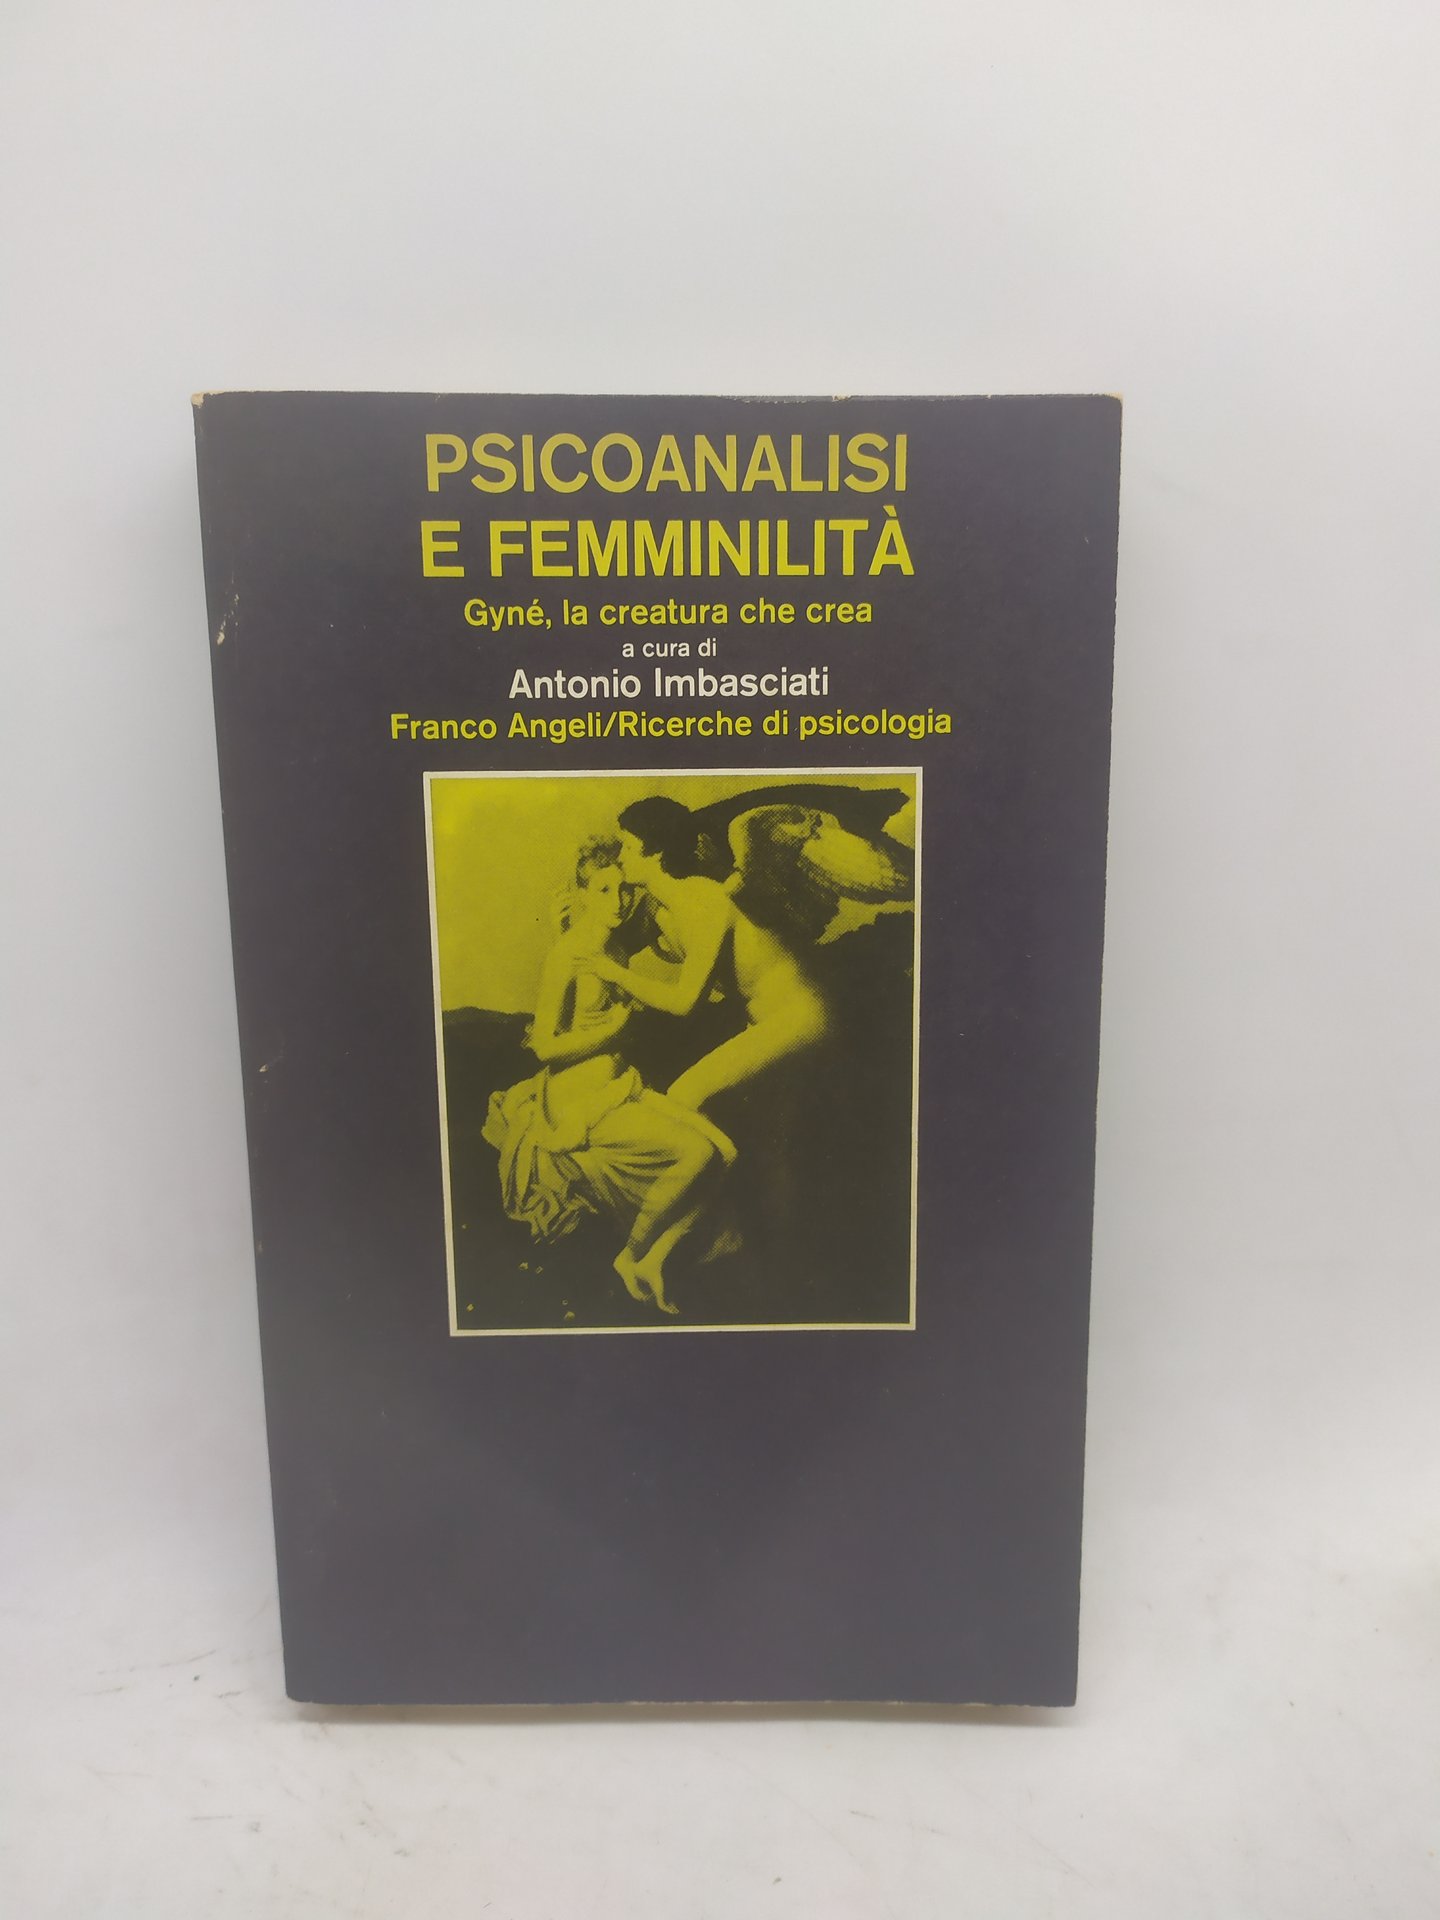 PSICOANALISI
E FEMMINILITÀ
Gyné, la creatura che crea
a cura di
Antonio Imbasciati
Franco Angeli/Ricerche di psicologia